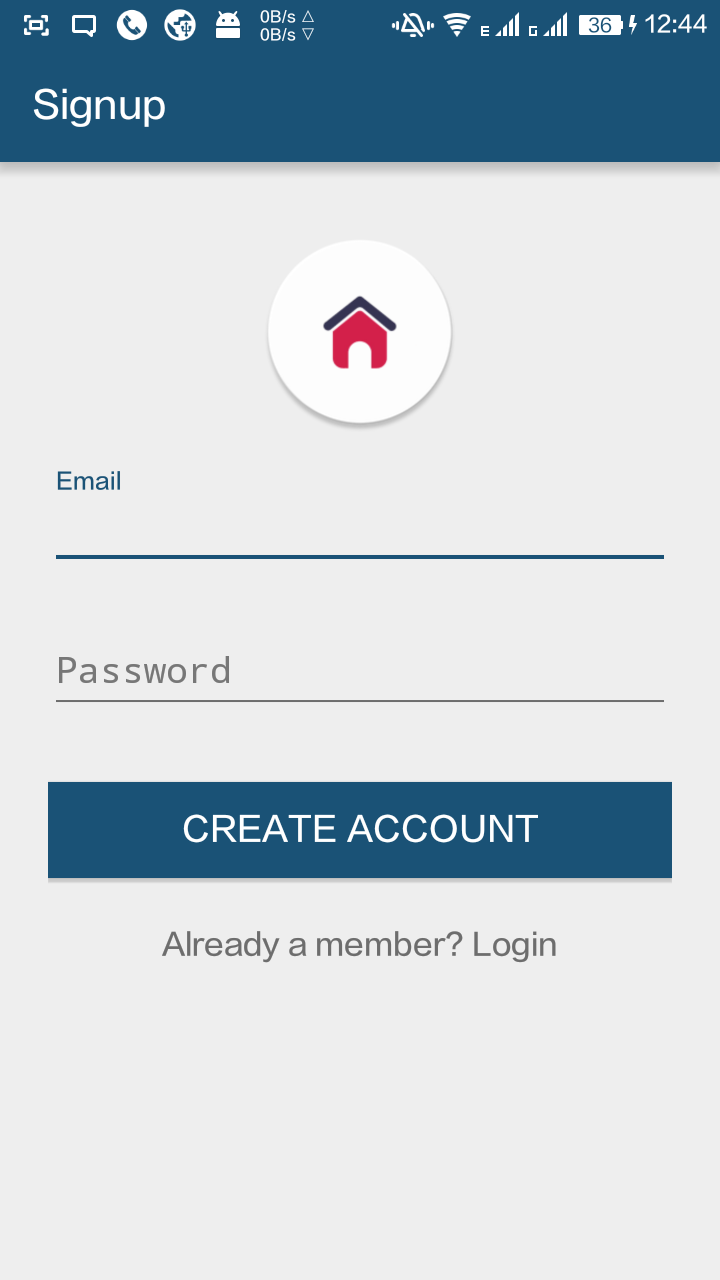 0B/s △
0B/s ▽
E
G
36
12:44
Signup
Email
Password
CREATE ACCOUNT
Already a member? Login